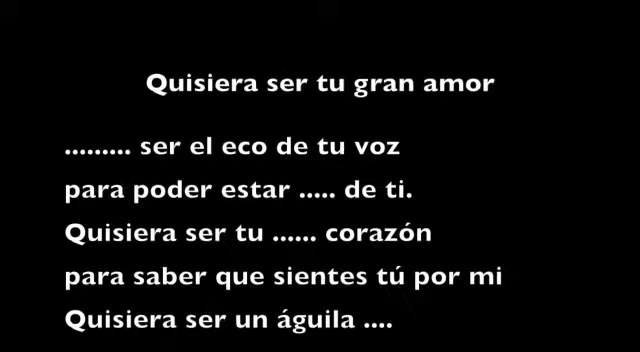 Quisiera ser tu gran amor
......... ser el eco de tu voz
para poder estar ..... de ti.
Quisiera ser tu ...... corazón
para saber que sientes tú por mi
Quisiera ser un águila ....